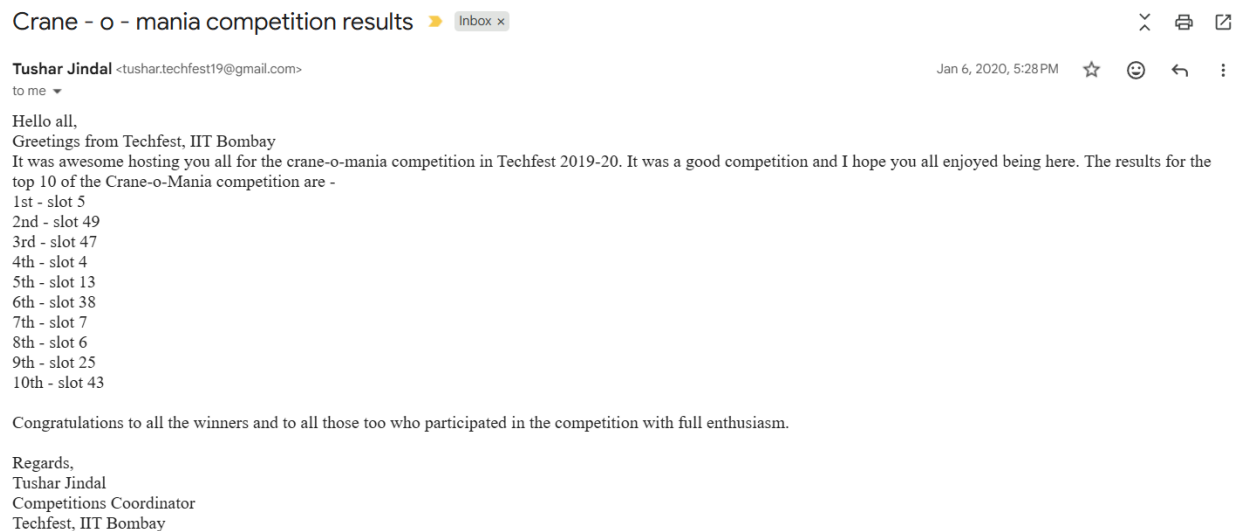 Crane - o - mania competition results Inbox ×
Tushar Jindal <tushar.techfest19@gmail.com> Jan 6, 2020, 5:28 PM
to me
Hello all,
Greetings from Techfest, IIT Bombay
It was awesome hosting you all for the crane-o-mania competition in Techfest 2019-20. It was a good competition and I hope you all enjoyed being here. The results for the
top 10 of the Crane-o-Mania competition are -
1st - slot 5
2nd - slot 49
3rd - slot 47
4th - slot 4
5th - slot 13
6th - slot 38
7th - slot 7
8th - slot 6
9th - slot 25
10th - slot 43
Congratulations to all the winners and to all those too who participated in the competition with full enthusiasm.
Regards,
Tushar Jindal
Competitions Coordinator
Techfest, IIT Bombay